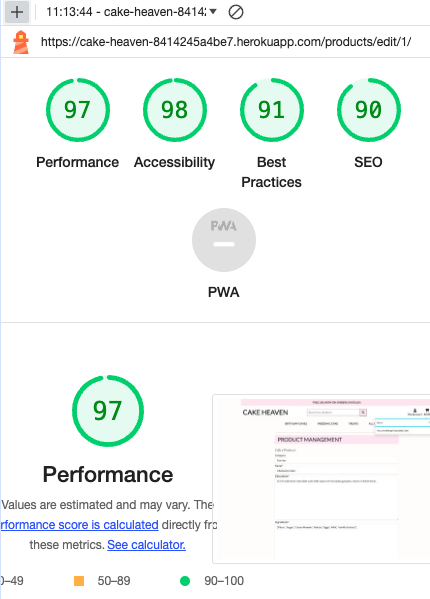 11:13:44 - cake-heaven-8414
https://cake-heaven-8414245a4be7.herokuapp.com/products/edit/1/
97
98
91
90
Performance
Accessibility
Best
Practices
SEO
PWA
PWA
97
Performance
Values are estimated and may vary. The
rformance score is calculated directly fro
these metrics. See calculator.
0–49
50–89
90–100
CAKE HEAVEN
PRODUCT MANAGEMENT